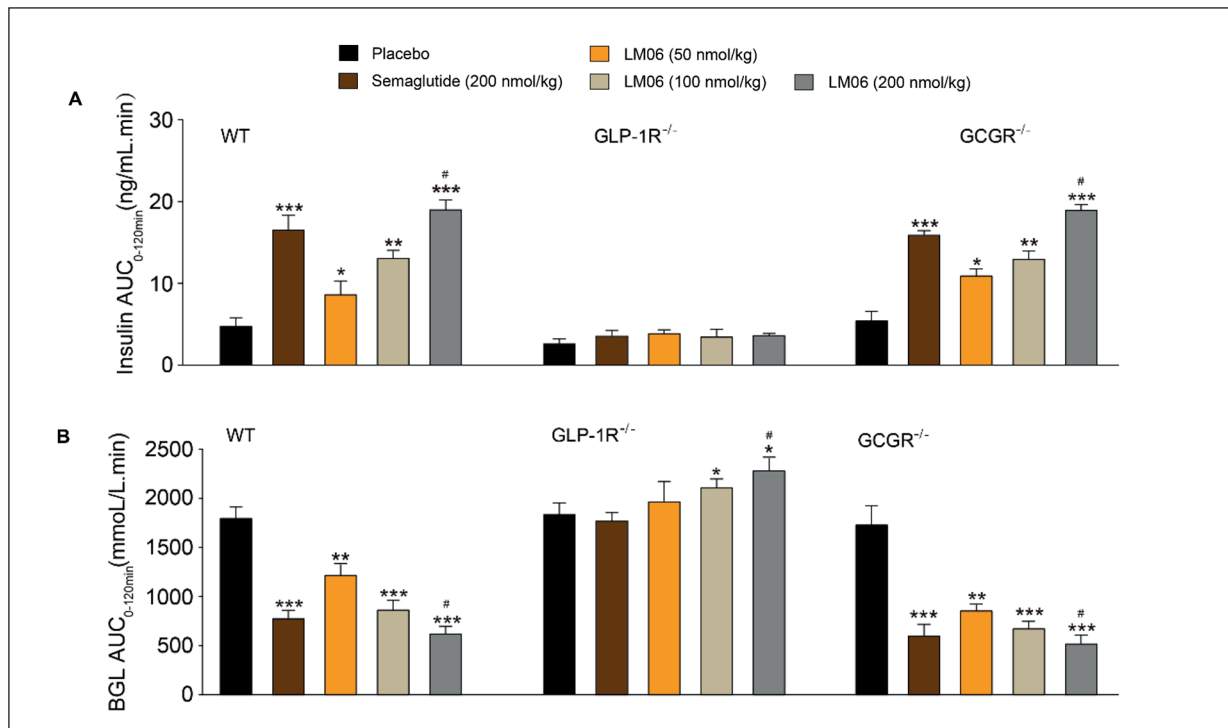 Placebo
LM06 (50 nmol/kg)
Semaglutide (200 nmol/kg)
LM06 (100 nmol/kg)
LM06 (200 nmol/kg)
A
Insulin AUC0-120min(ng/mL.min)
30
20
10
0
WT
GLP-1R-/-
GCGR-/-
***
*
**
#
***
***
*
**
#
***
B
BGL AUC0-120min(mmoL/L.min)
2500
2000
1500
1000
500
0
WT
GLP-1R-/-
GCGR-/-
***
**
***
#
***
*
#
*
***
**
***
#
***